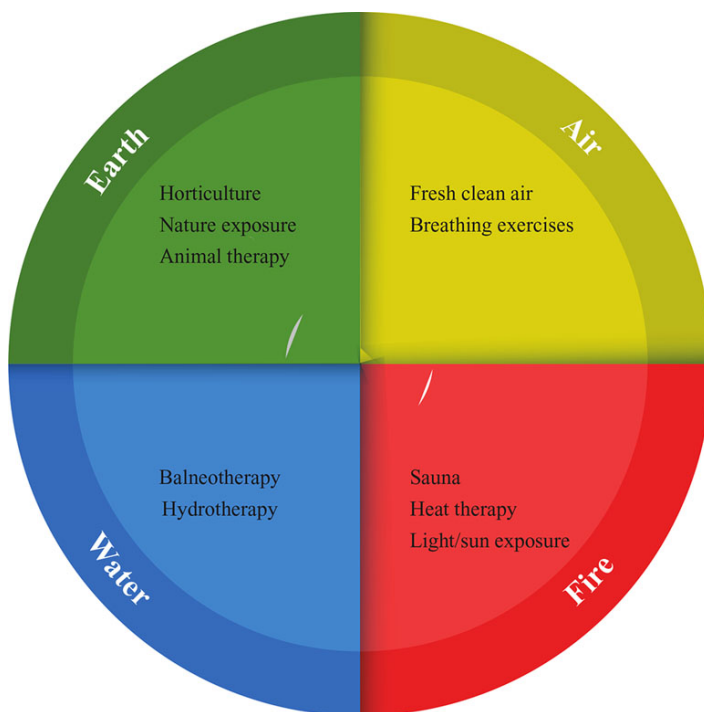 Earth
Horticulture
Nature exposure
Animal therapy
Air
Fresh clean air
Breathing exercises
Water
Balneotherapy
Hydrotherapy
Fire
Sauna
Heat therapy
Light/sun exposure